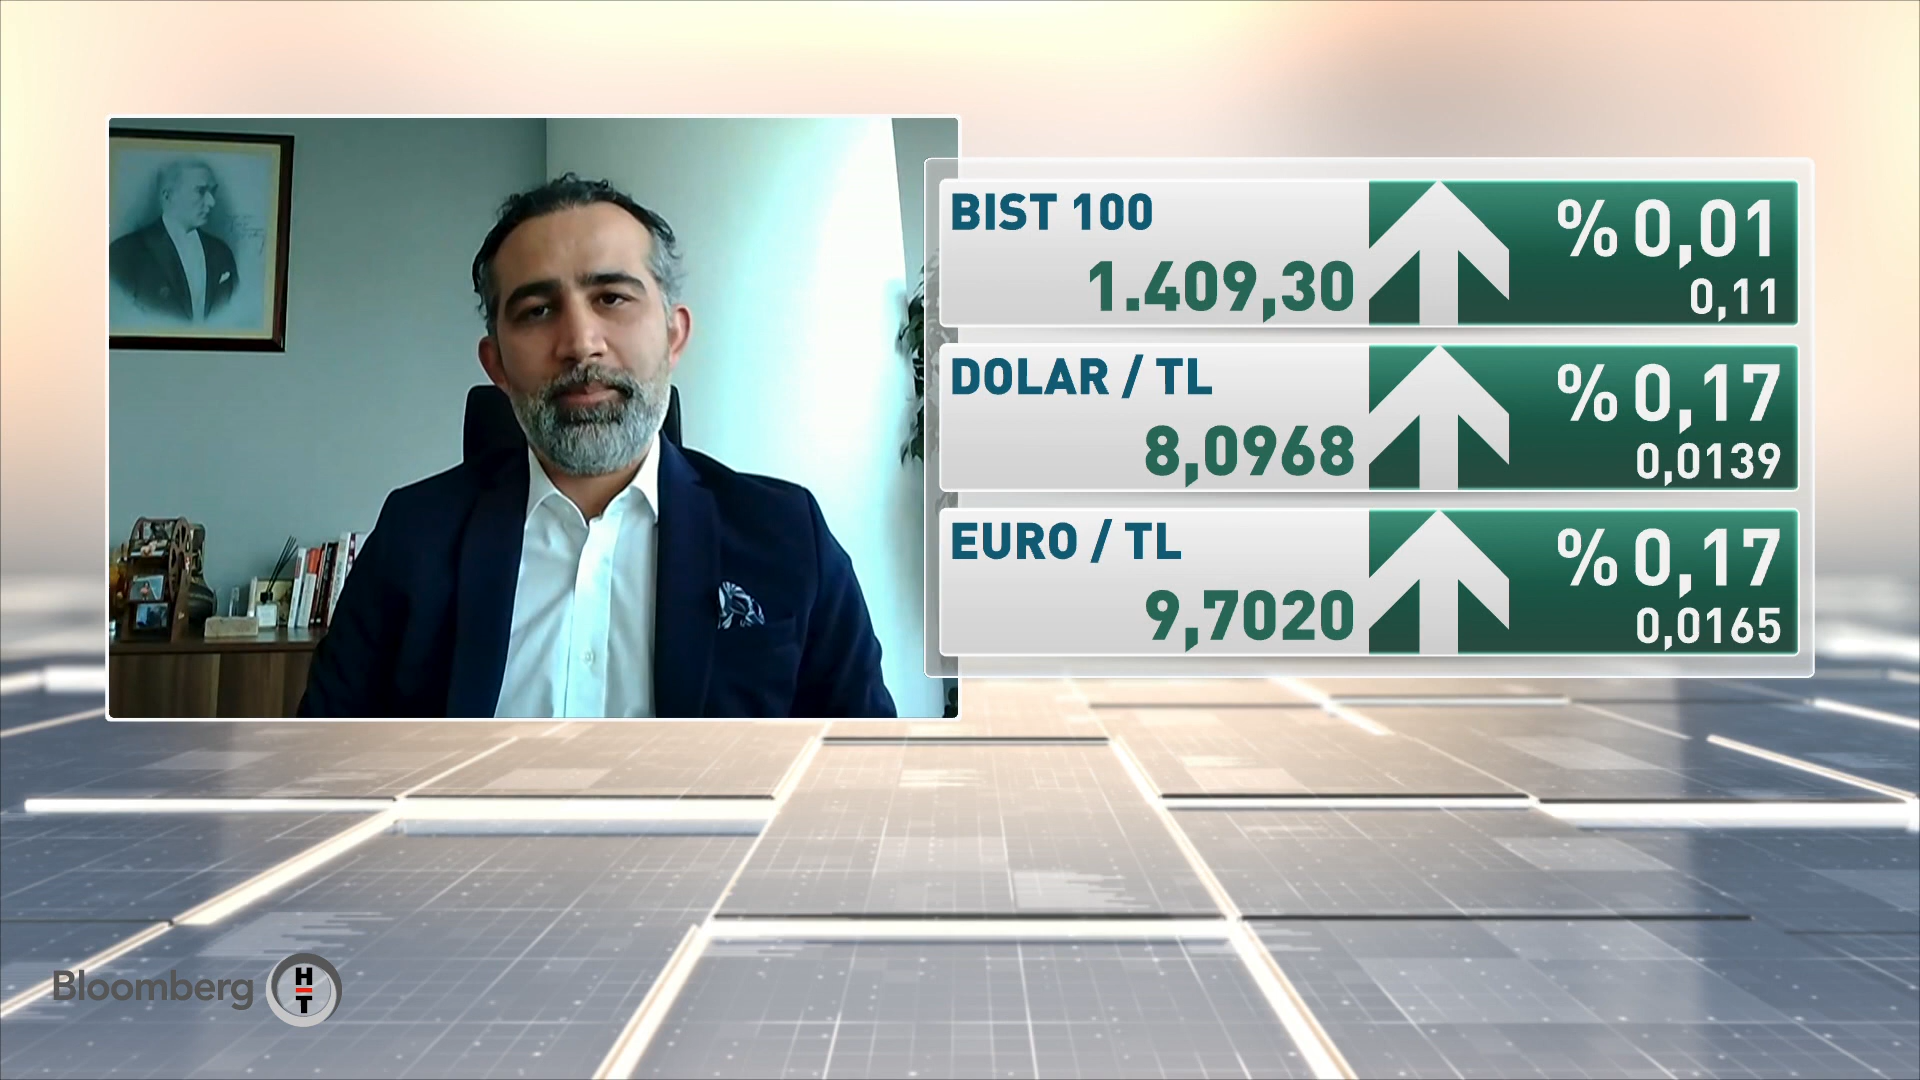 BIST 100
% 0,01
1.409,30
0,11
DOLAR / TL
% 0,17
8,0968
0,0139
EURO / TL
% 0,17
9,7020
0,0165
Bloomberg HT